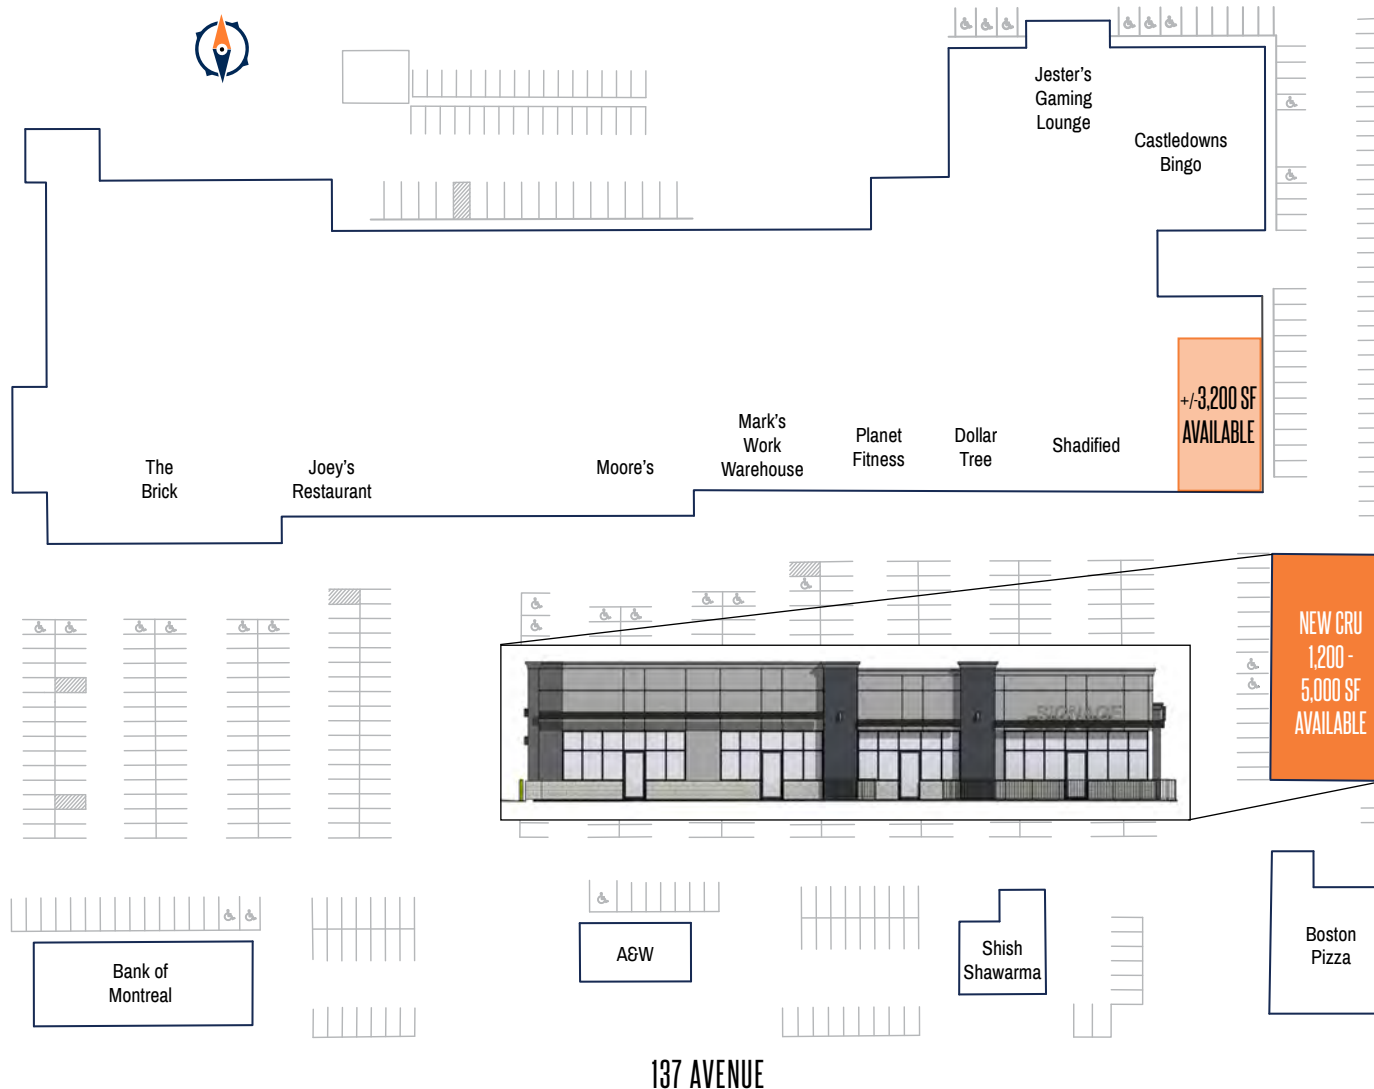 Jester's
Gaming
Lounge
Castledowns
Bingo
+/-3,200 SF
AVAILABLE
The
Brick
Joey's
Restaurant
Moore's
Mark's
Work
Warehouse
Planet
Fitness
Dollar
Tree
Shadified
NEW CRU
1,200 -
5,000 SF
AVAILABLE
SIGNAGE
Bank of
Montreal
A&W
Shish
Shawarma
Boston
Pizza
137 AVENUE